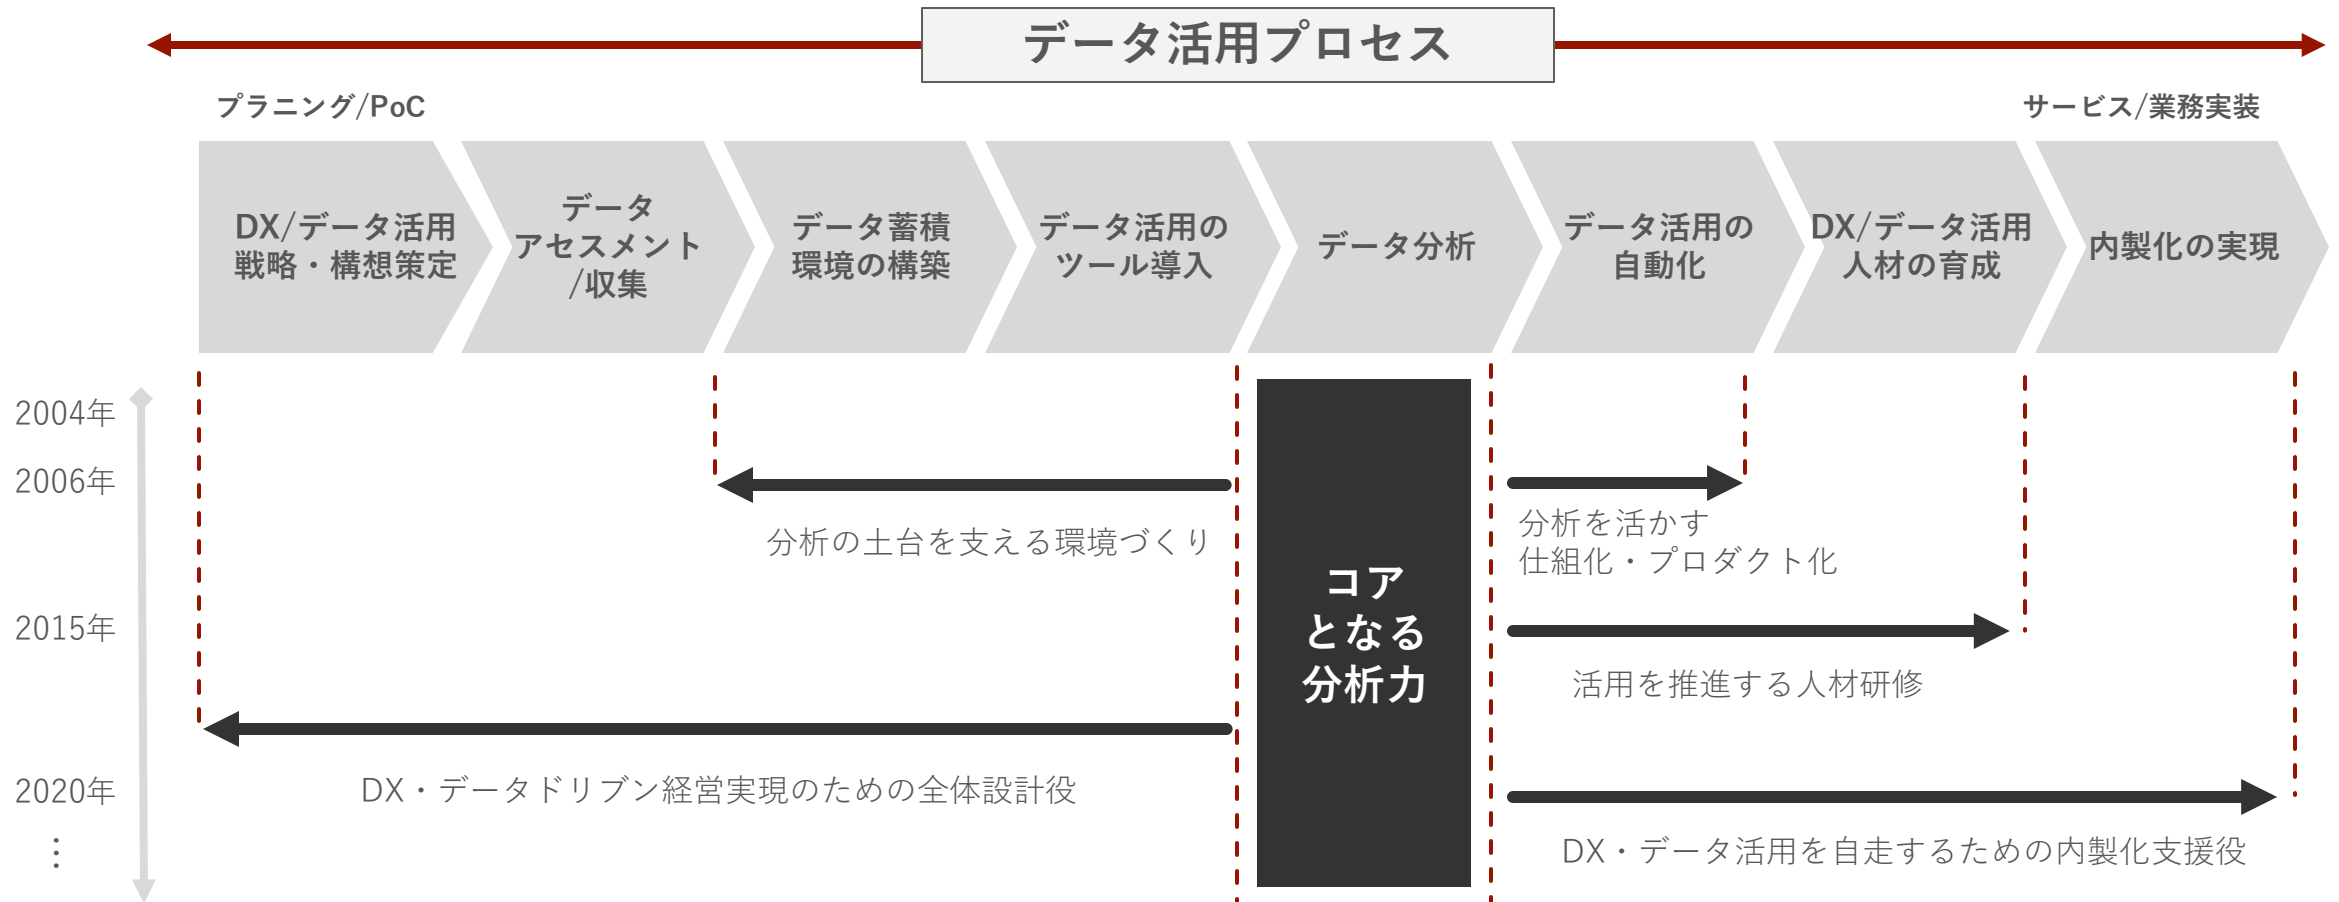 データ活用プロセス
プラニング/PoC
サービス/業務実装
DX/データ活用
戦略・構想策定
データ
アセスメント
/収集
データ蓄積
環境の構築
データ活用の
ツール導入
データ分析
データ活用の
自動化
DX/データ活用
人材の育成
内製化の実現
2004年
2006年
分析の土台を支える環境づくり
分析を活かす
仕組化・プロダクト化
コア
となる
分析力
2015年
活用を推進する人材研修
2020年
DX・データドリブン経営実現のための全体設計役
DX・データ活用を自走するための内製化支援役
⋮